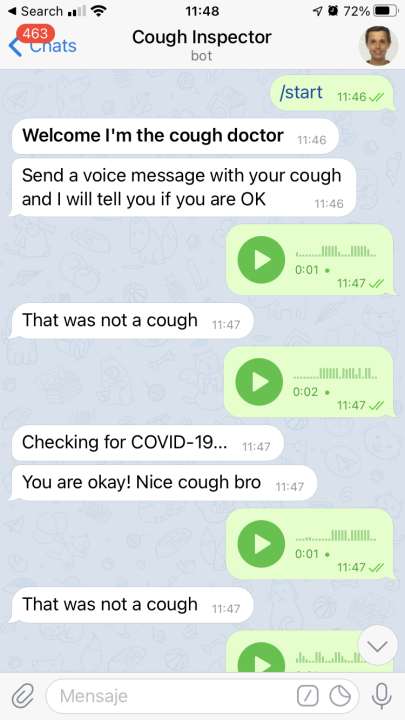 ◀ Search 11:48 72%
463
Chats
Cough Inspector
bot
/start 11:46
Welcome I'm the cough doctor 11:46
Send a voice message with your cough
and I will tell you if you are OK 11:46
0:01
11:47
That was not a cough 11:47
0:02
11:47
Checking for COVID-19... 11:47
You are okay! Nice cough bro 11:47
0:01
11:47
That was not a cough 11:47
Mensaje